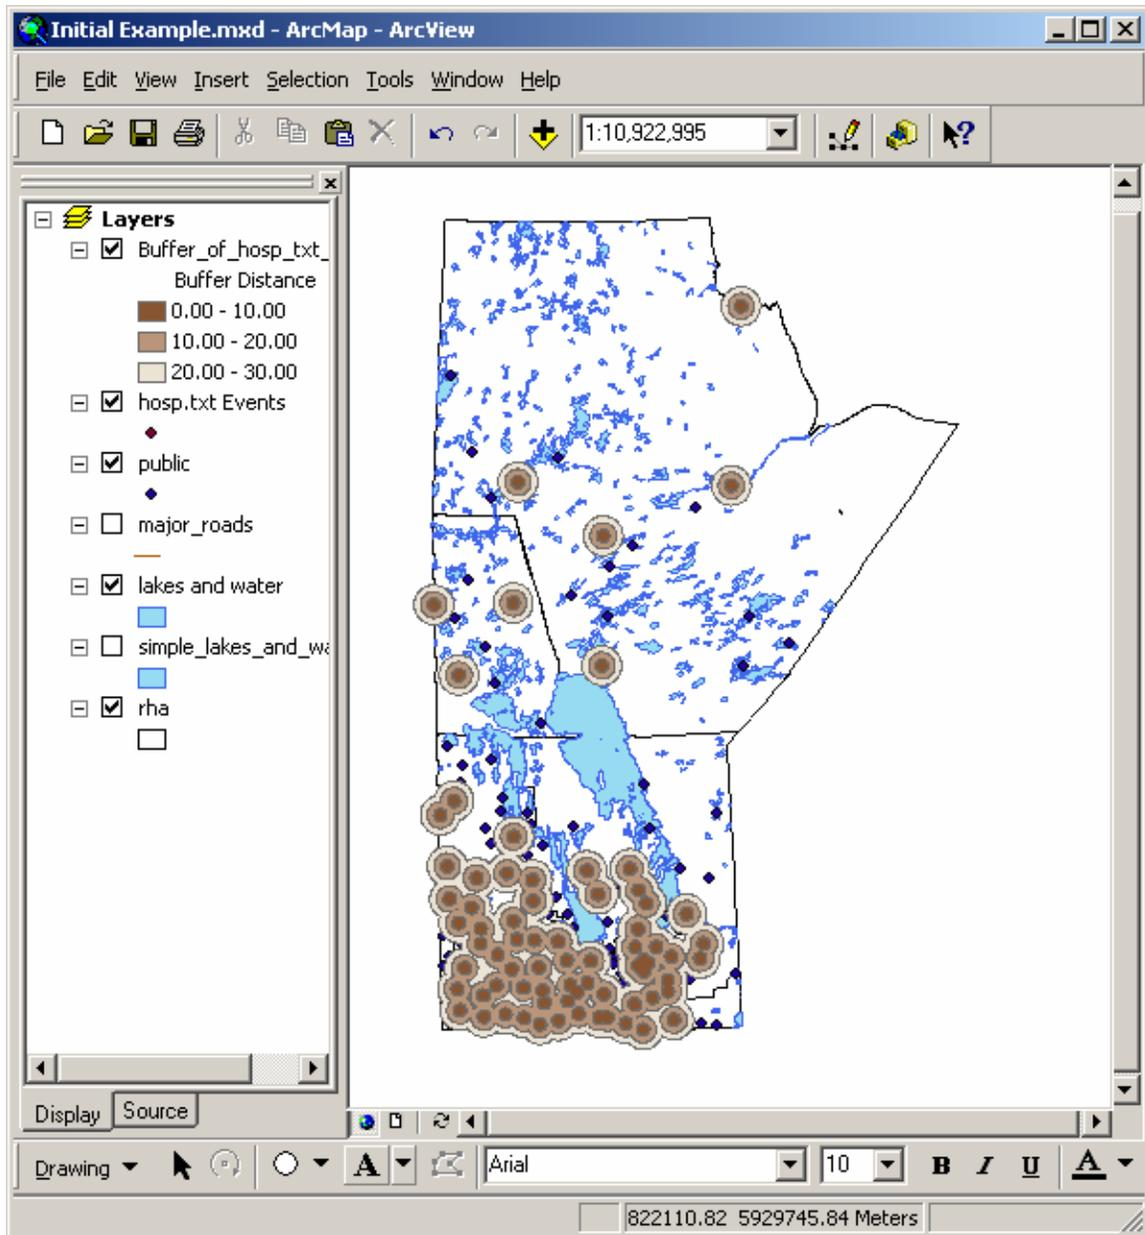 Initial Example.mxd - ArcMap - ArcView
File Edit View Insert Selection Tools Window Help
1:10,922,995
Layers
Buffer_of_hosp_txt_
Buffer Distance
0.00 - 10.00
10.00 - 20.00
20.00 - 30.00
hosp.txt Events
public
major_roads
lakes and water
simple_lakes_and_wa
rha
Display Source
Drawing A Arial 10 B I U A
822110.82 5929745.84 Meters